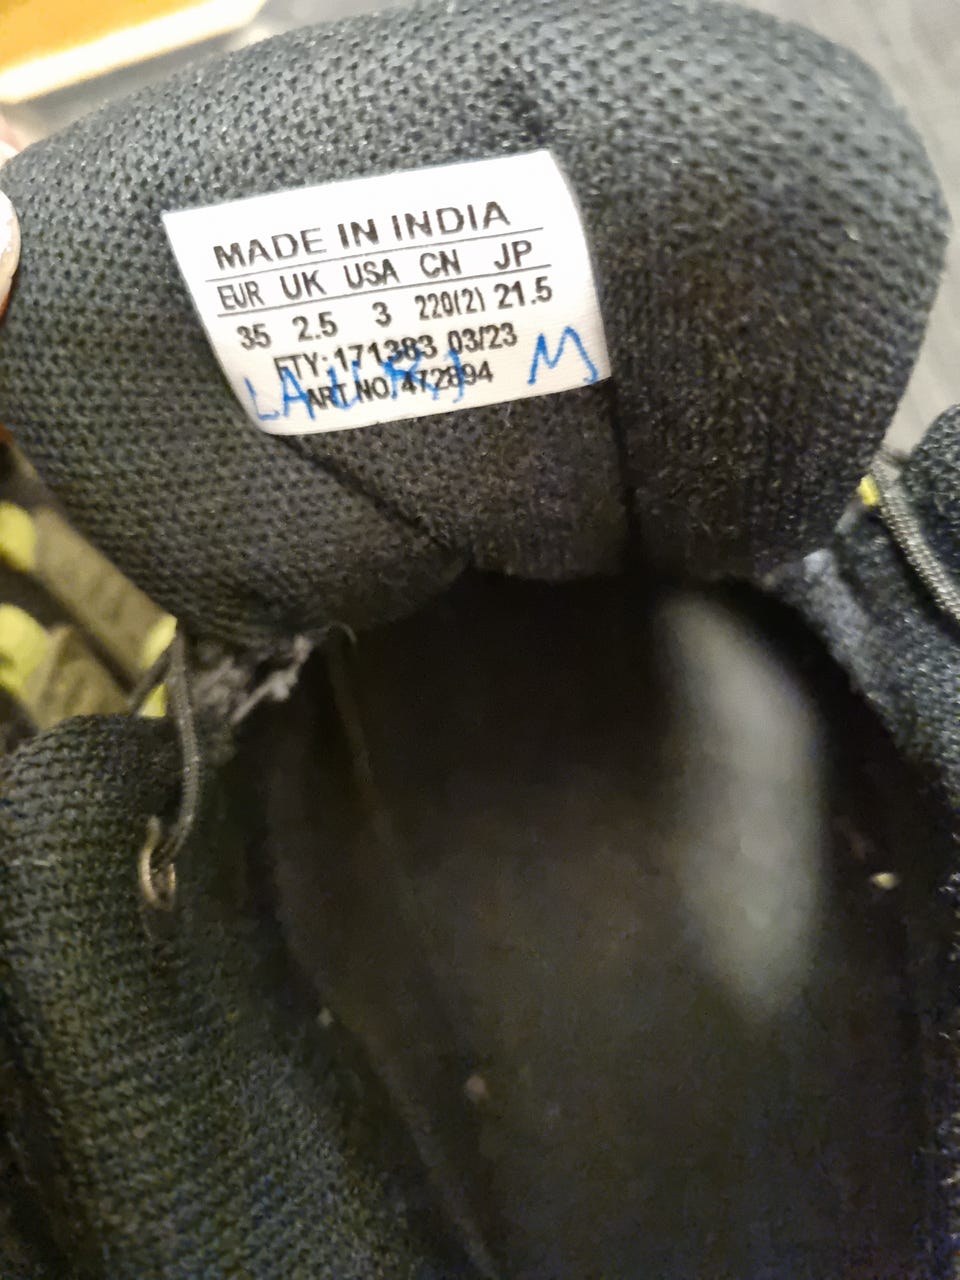 MADE IN INDIA
EUR UK USA CN JP
35 2.5 3 220(2) 21.5
FTY: 171383 03/23
ART NO. 472894
LAURA M